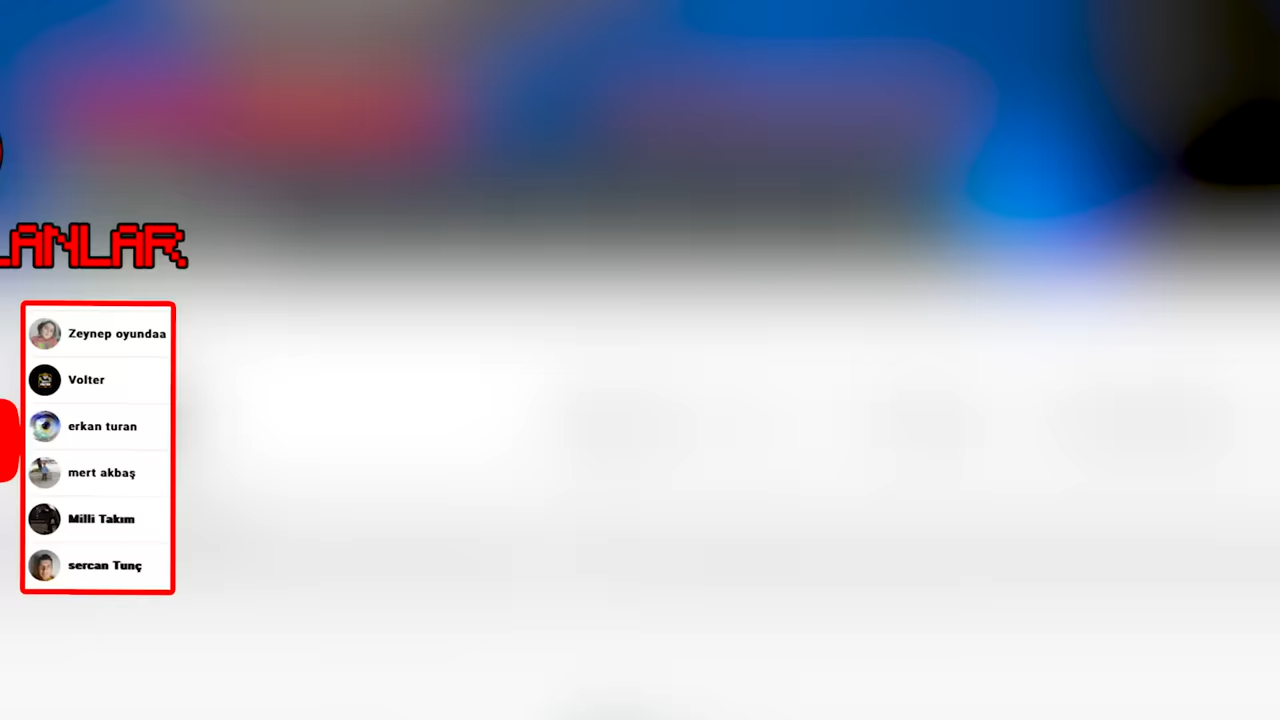 LANLAR
Zeynep oyundaa
Volter
erkan turan
mert akbaş
Milli Takım
sercan Tunç